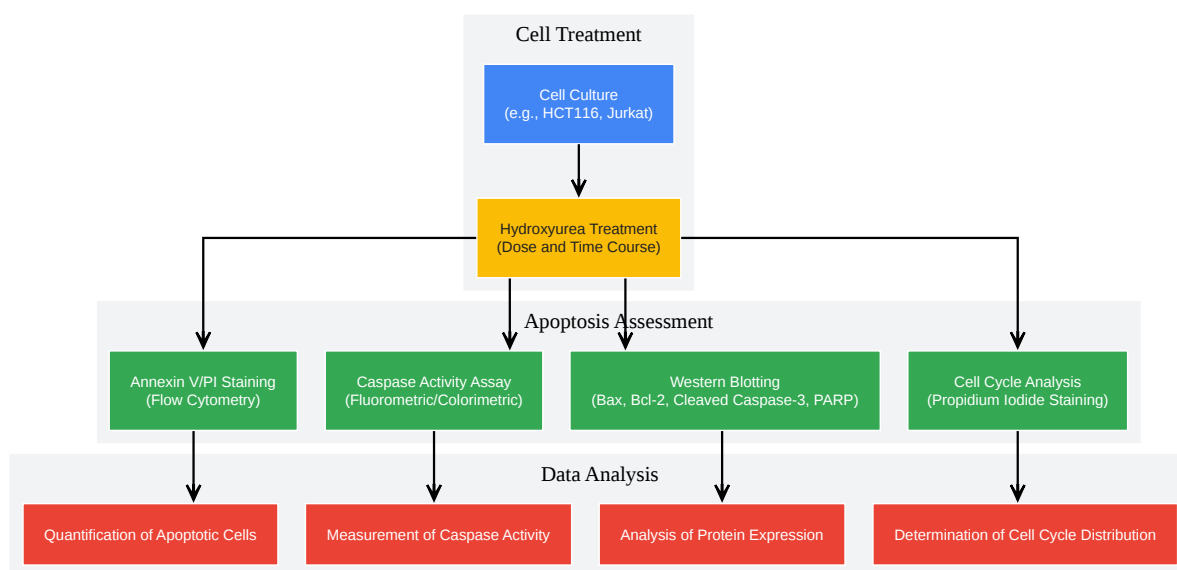 Cell Treatment
Cell Culture
(e.g., HCT116, Jurkat)
Hydroxyurea Treatment
(Dose and Time Course)
Apoptosis Assessment
Annexin V/PI Staining
(Flow Cytometry)
Caspase Activity Assay
(Fluorometric/Colorimetric)
Western Blotting
(Bax, Bcl-2, Cleaved Caspase-3, PARP)
Cell Cycle Analysis
(Propidium Iodide Staining)
Data Analysis
Quantification of Apoptotic Cells
Measurement of Caspase Activity
Analysis of Protein Expression
Determination of Cell Cycle Distribution